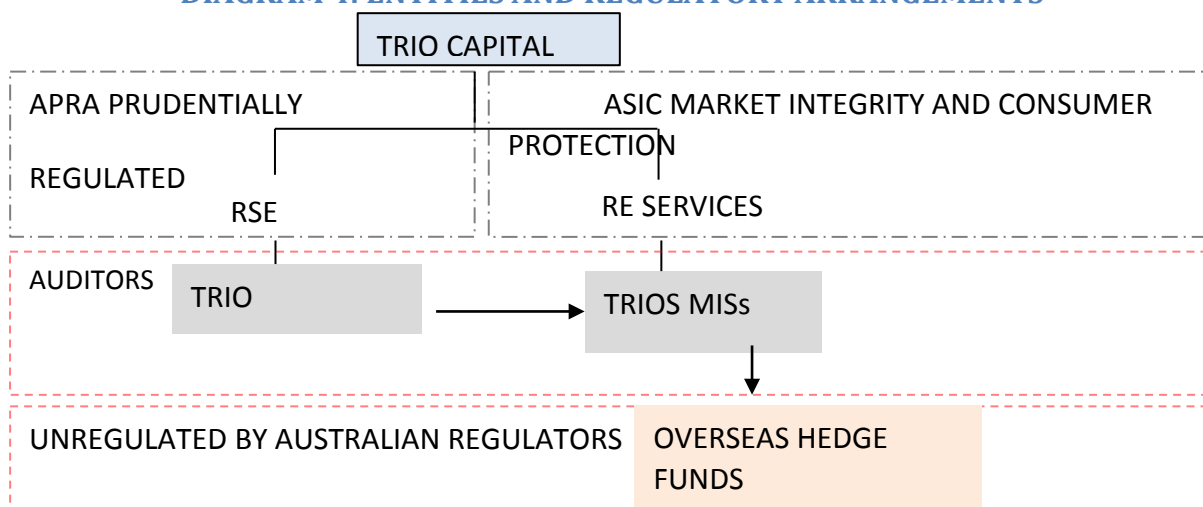 TRIO CAPITAL
APRA PRUDENTIALLY
REGULATED
RSE
ASIC MARKET INTEGRITY AND CONSUMER
PROTECTION
RE SERVICES
AUDITORS
TRIO
TRIOS MISs
UNREGULATED BY AUSTRALIAN REGULATORS
OVERSEAS HEDGE
FUNDS